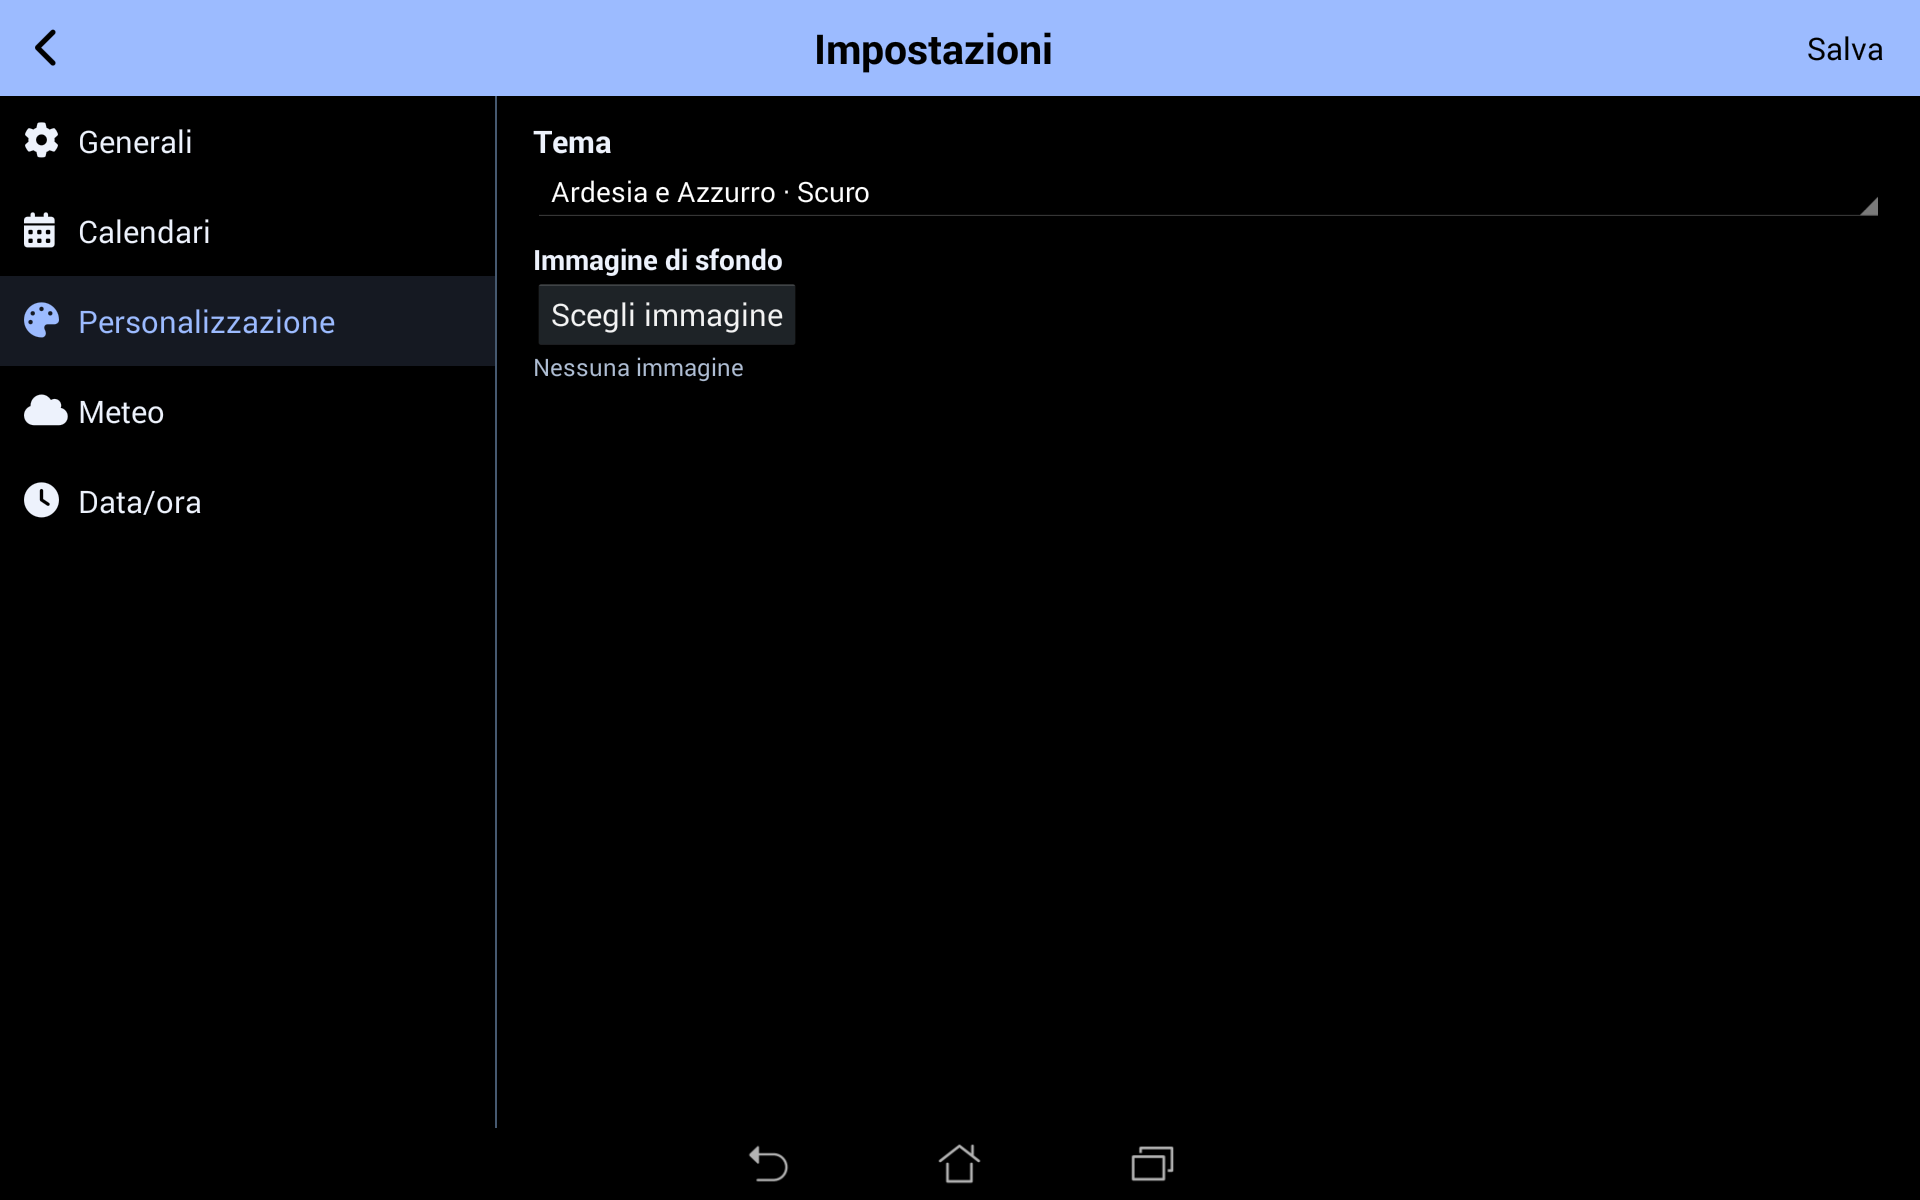 Impostazioni
Salva
Generali
Calendari
Personalizzazione
Meteo
Data/ora
Tema
Ardesia e Azzurro · Scuro
Immagine di sfondo
Scegli immagine
Nessuna immagine